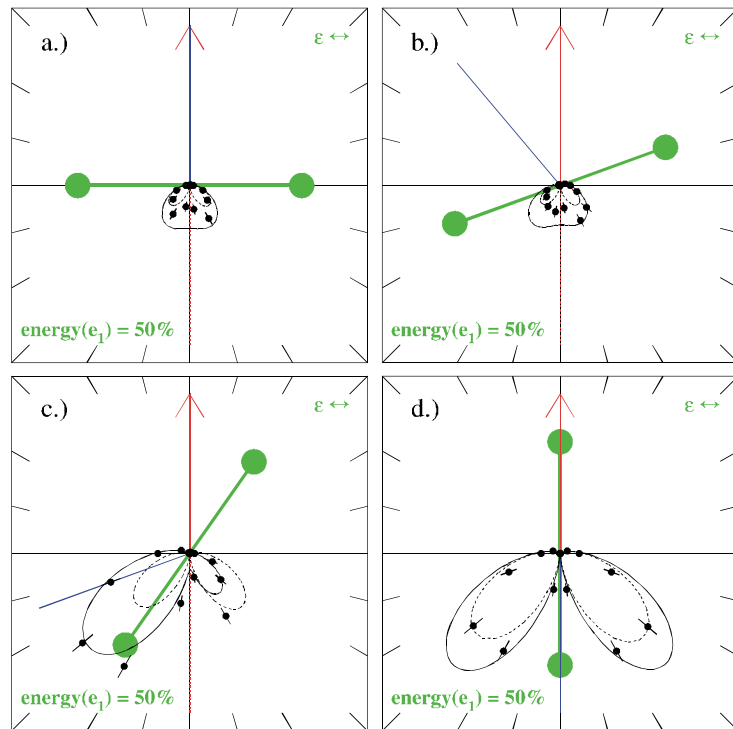 a.)
ε ↔
energy(e₁) = 50%
b.)
ε ↔
energy(e₁) = 50%
c.)
ε ↔
energy(e₁) = 50%
d.)
ε ↔
energy(e₁) = 50%